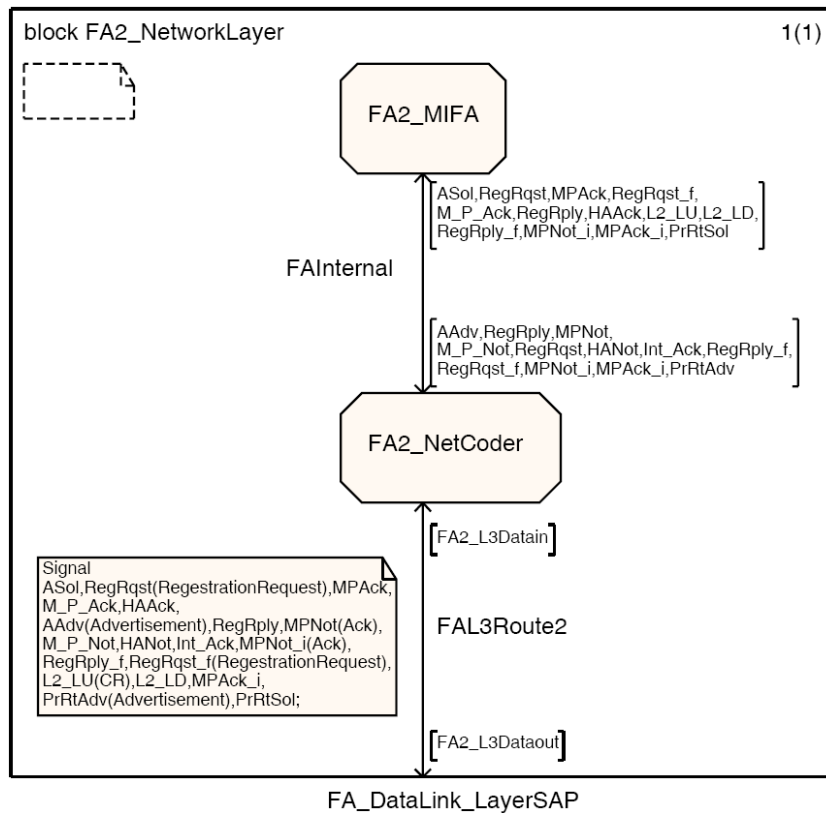 block FA2_NetworkLayer 1(1)
FA2_MIFA
ASol,RegRqst,MPAck,RegRqst_f,
M_P_Ack,RegRply,HAAck,L2_LU,L2_LD,
RegRply_f,MPNot_i,MPAck_i,PrRtSol
FAInternal
AAdv,RegRply,MPNot,
M_P_Not,RegRqst,HANot,Int_Ack,RegRply_f,
RegRqst_f,MPNot_i,MPAck_i,PrRtAdv
FA2_NetCoder
[FA2_L3Datain]
Signal
ASol,RegRqst(RegestrationRequest),MPAck,
M_P_Ack,HAAck,
AAdv(Advertisement),RegRply,MPNot(Ack),
M_P_Not,HANot,Int_Ack,MPNot_i(Ack),
RegRply_f,RegRqst_f(RegestrationRequest),
L2_LU(CR),L2_LD,MPAck_i,
PrRtAdv(Advertisement),PrRtSol;
FAL3Route2
[FA2_L3Dataout]
FA_DataLink_LayerSAP